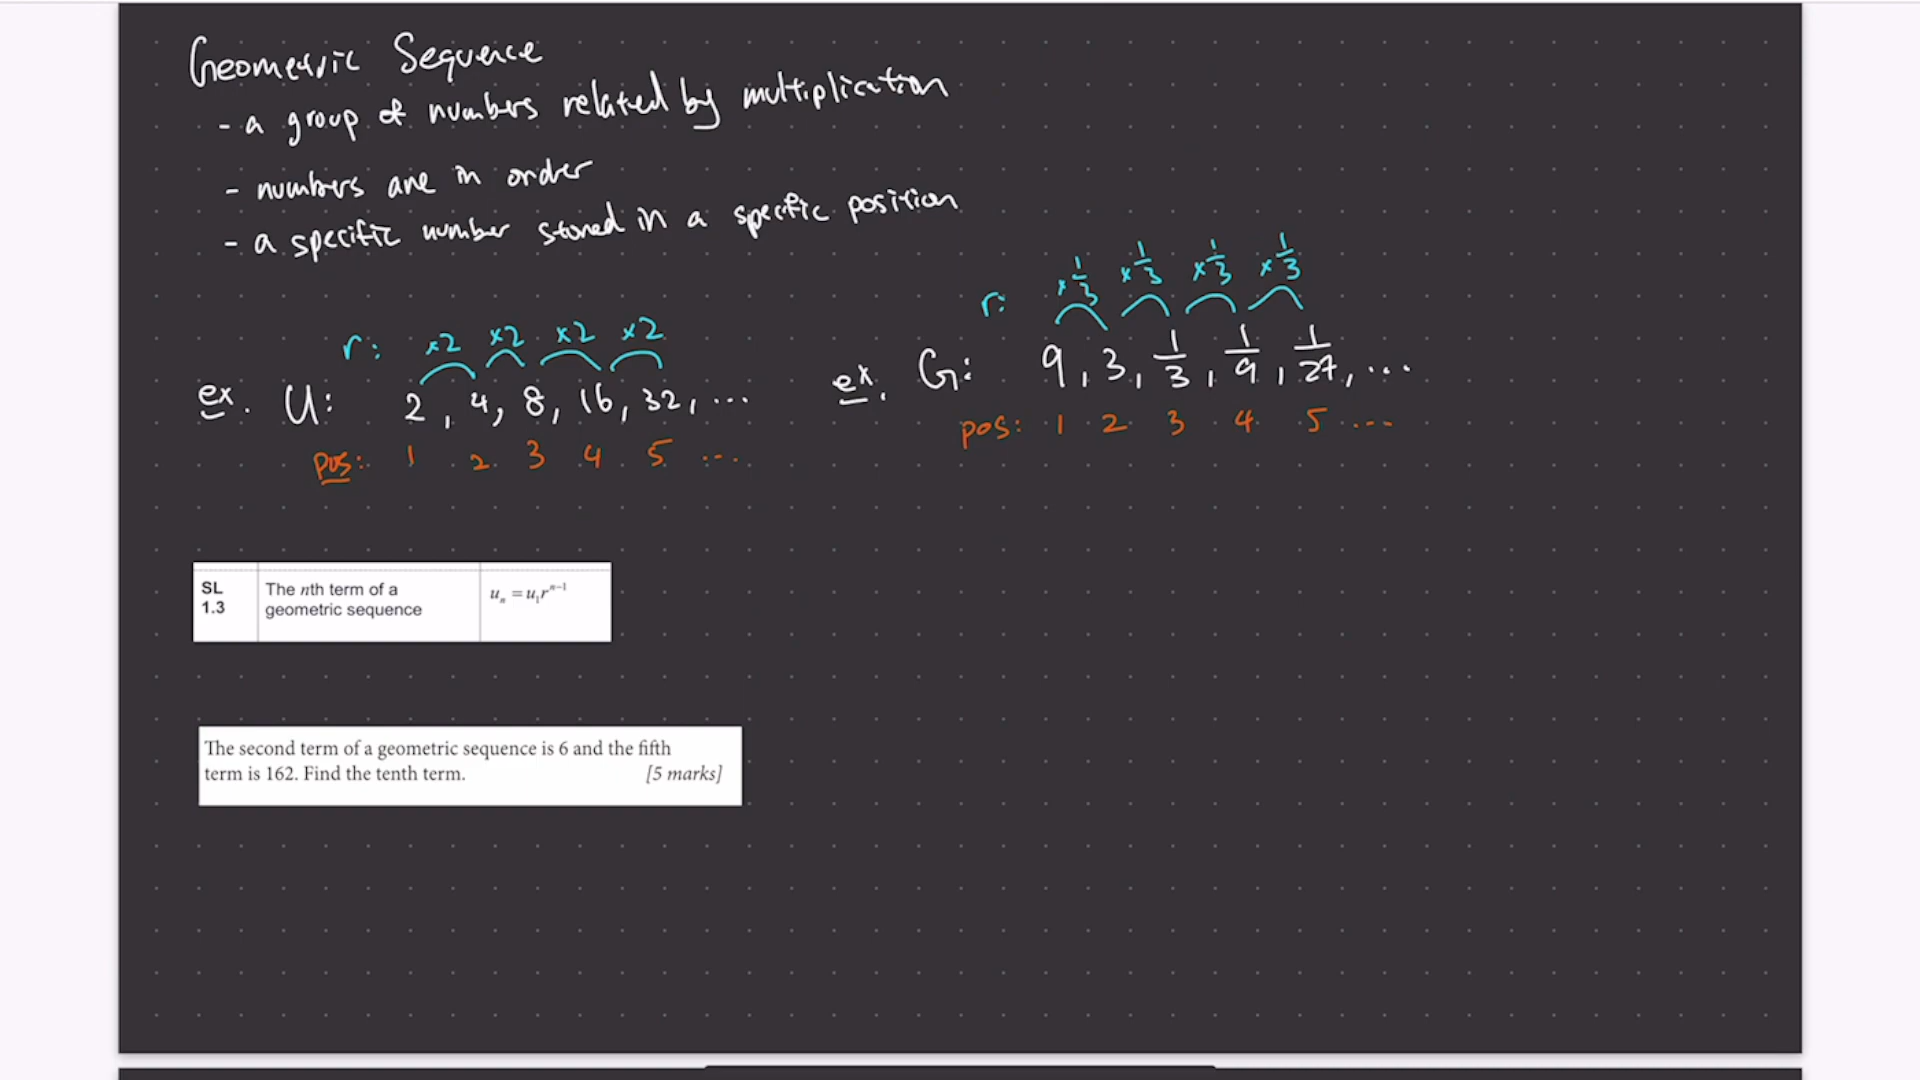 Geometric Sequence
- a group of numbers related by multiplication
- numbers are in order
- a specific number stored in a specific position
r: ×2 ×2 ×2 ×2
ex. U: 2, 4, 8, 16, 32, ...
pos: 1 2 3 4 5 ...
r: ×1/3 ×1/3 ×1/3 ×1/3
ex. G: 9, 3, 1/3, 1/9, 1/27, ...
pos: 1 2 3 4 5 ...
SL 1.3 The nth term of a geometric sequence uₙ = u₁rⁿ⁻¹
The second term of a geometric sequence is 6 and the fifth
term is 162. Find the tenth term. [5 marks]